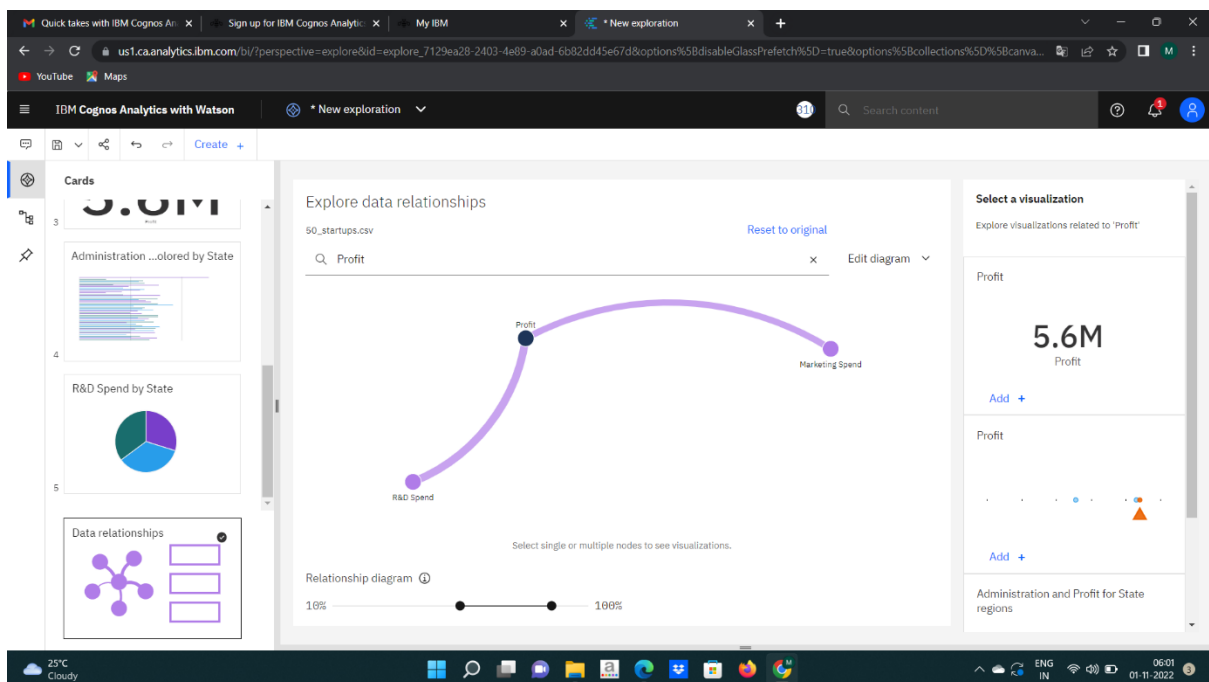 Quick takes with IBM Cognos An
Sign up for IBM Cognos Analytic
My IBM
* New exploration
us1.ca.analytics.ibm.com/bi/?perspective=explore&id=explore_7129ea28-2403-4e89-a0ad-6b82dd45e67d&options%5BdisableGlassPrefetch%5D=true&options%5Bcollections%5D%5Bcanva...
M
YouTube
Maps
IBM Cognos Analytics with Watson
* New exploration
Search content
1
Create +
Cards
5.6M
Profit
3
Administration ...olored by State
4
R&D Spend by State
5
Data relationships
Explore data relationships
50_startups.csv
Reset to original
Profit
Edit diagram
Profit
Marketing Spend
R&D Spend
Select single or multiple nodes to see visualizations.
Relationship diagram
10%
100%
Select a visualization
Explore visualizations related to 'Profit'
Profit
5.6M
Profit
Add +
Profit
Add +
Administration and Profit for State
regions
25°C
Cloudy
ENG
IN
06:01
01-11-2022
3